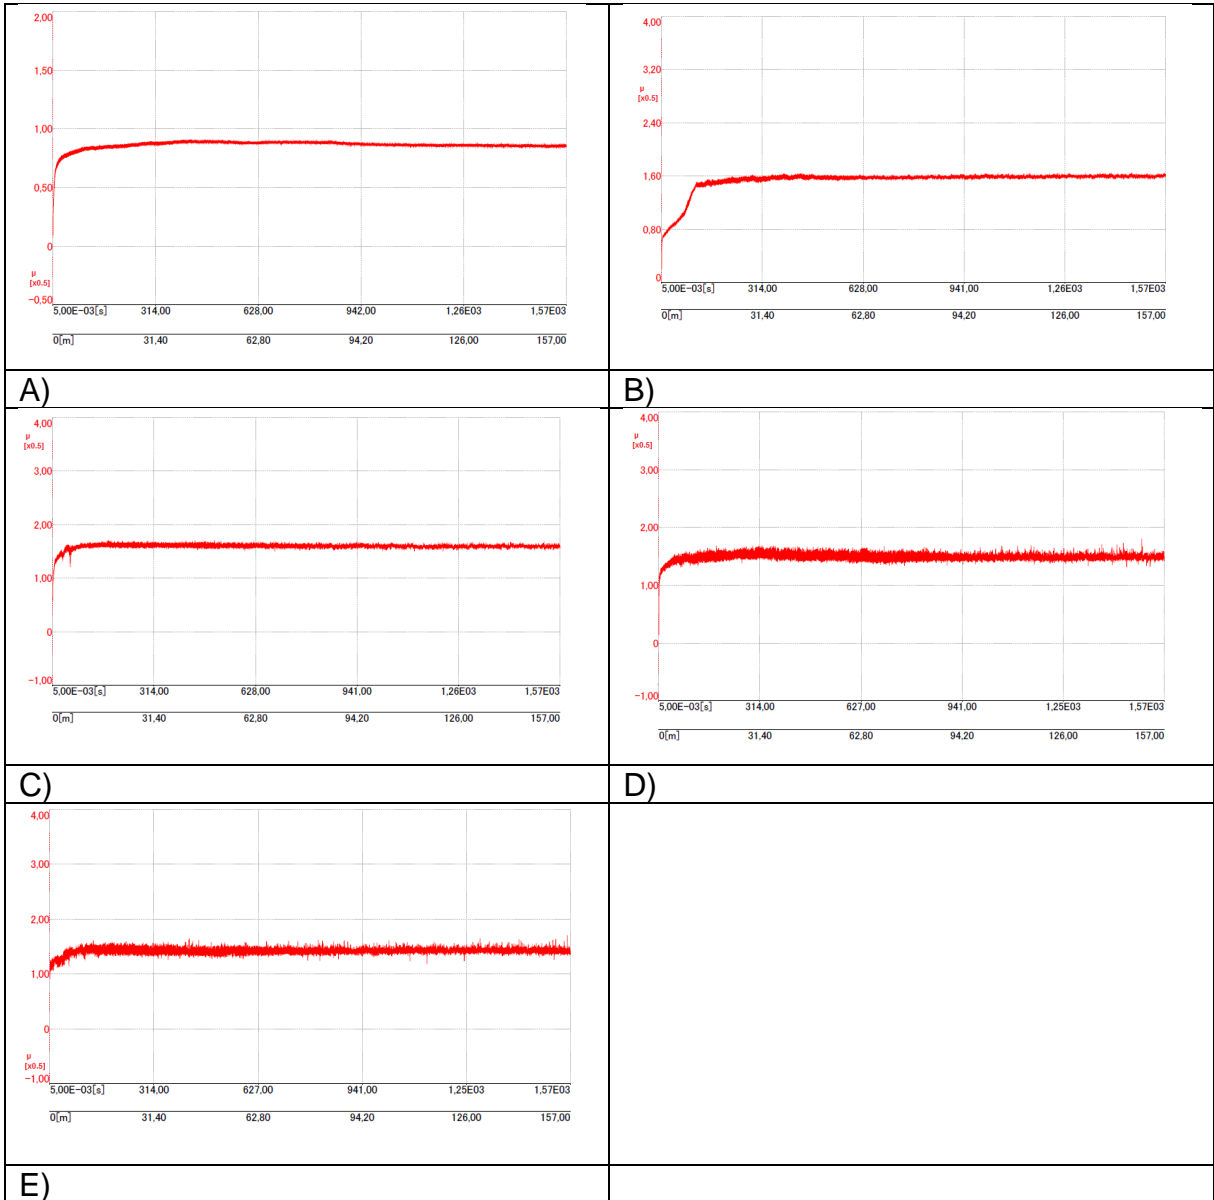 2,00
1,50
1,00
0,50
0
μ
[x0.5]
−0,50
5,00E−03[s] 314,00 628,00 942,00 1,26E03 1,57E03
0[m] 31,40 62,80 94,20 126,00 157,00
A)
4,00
3,20
μ
[x0.5]
2,40
1,60
0,80
0
5,00E−03[s] 314,00 628,00 941,00 1,26E03 1,57E03
0[m] 31,40 62,80 94,20 126,00 157,00
B)
4,00
μ
[x0.5]
3,00
2,00
1,00
0
−1,00
5,00E−03[s] 314,00 628,00 941,00 1,26E03 1,57E03
0[m] 31,40 62,80 94,20 126,00 157,00
C)
4,00
μ
[x0.5]
3,00
2,00
1,00
0
−1,00
5,00E−03[s] 314,00 627,00 941,00 1,25E03 1,57E03
0[m] 31,40 62,80 94,20 126,00 157,00
D)
4,00
3,00
2,00
1,00
0
μ
[x0.5]
−1,00
5,00E−03[s] 314,00 627,00 941,00 1,25E03 1,57E03
0[m] 31,40 62,80 94,20 126,00 157,00
E)